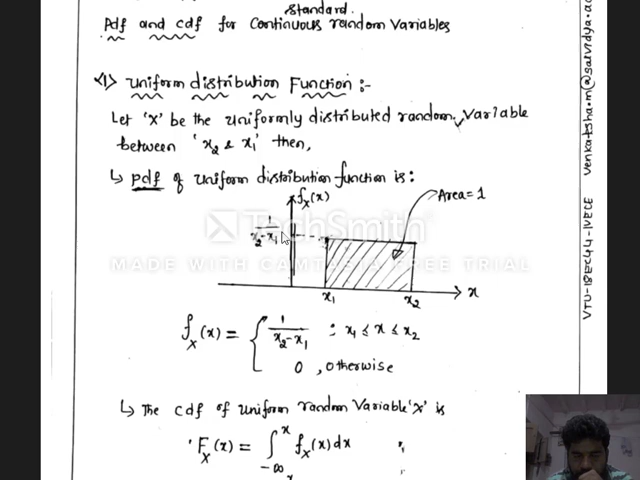 standard
Pdf and cdf for Continuous random Variables
<1> Uniform distribution Function :-
Let 'X' be the uniformly distributed random Variable
between 'x₂ & x₁' then,
↳ pdf of Uniform distribution function is:
fₓ(x)
Area=1
1
x₂-x₁
TechSmith
MADE WITH CAMTASIA FREE TRIAL
x₁ x₂ x
fₓ(x) = { 1/(x₂-x₁) : x₁ ≤ x ≤ x₂
0 , otherwise
↳ The cdf of uniform random Variable 'X' is
Fₓ(x) = ∫_{-∞}^{x} fₓ(x) dx ;
VTU-18EC44-IVECE